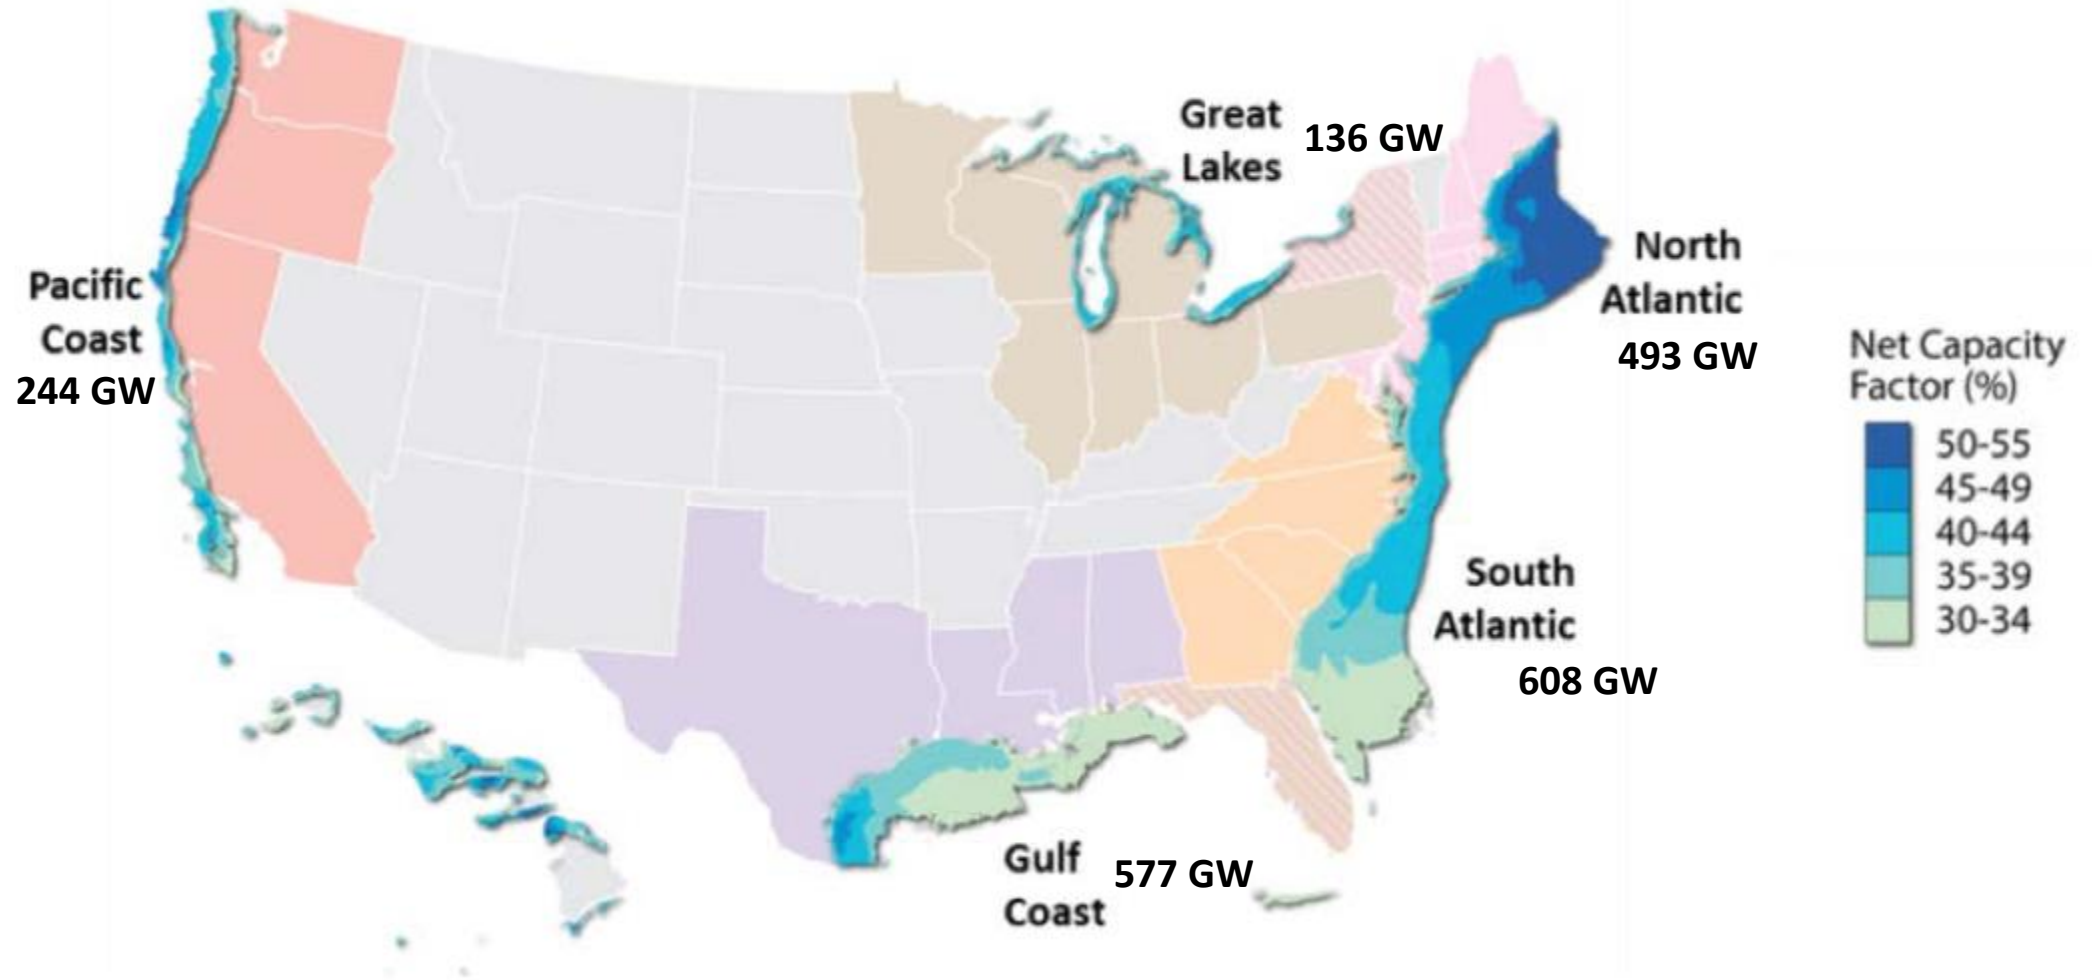 Great
Lakes
136 GW
North
Atlantic
493 GW
Pacific
Coast
244 GW
Net Capacity
Factor (%)
50-55
45-49
40-44
35-39
30-34
South
Atlantic
608 GW
Gulf
Coast
577 GW